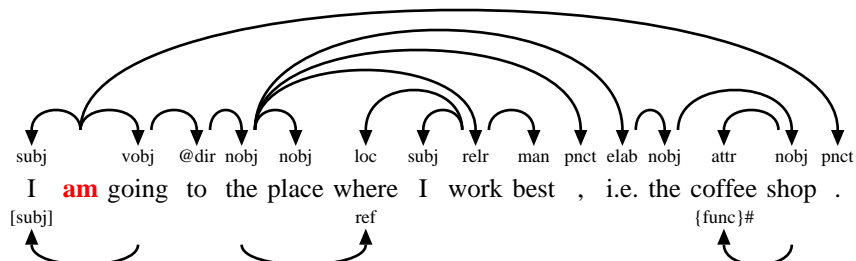 subj vobj @dir nobj nobj loc subj relr man pnct elab nobj attr nobj pnct
I am going to the place where I work best , i.e. the coffee shop .
[subj] ref {func}#